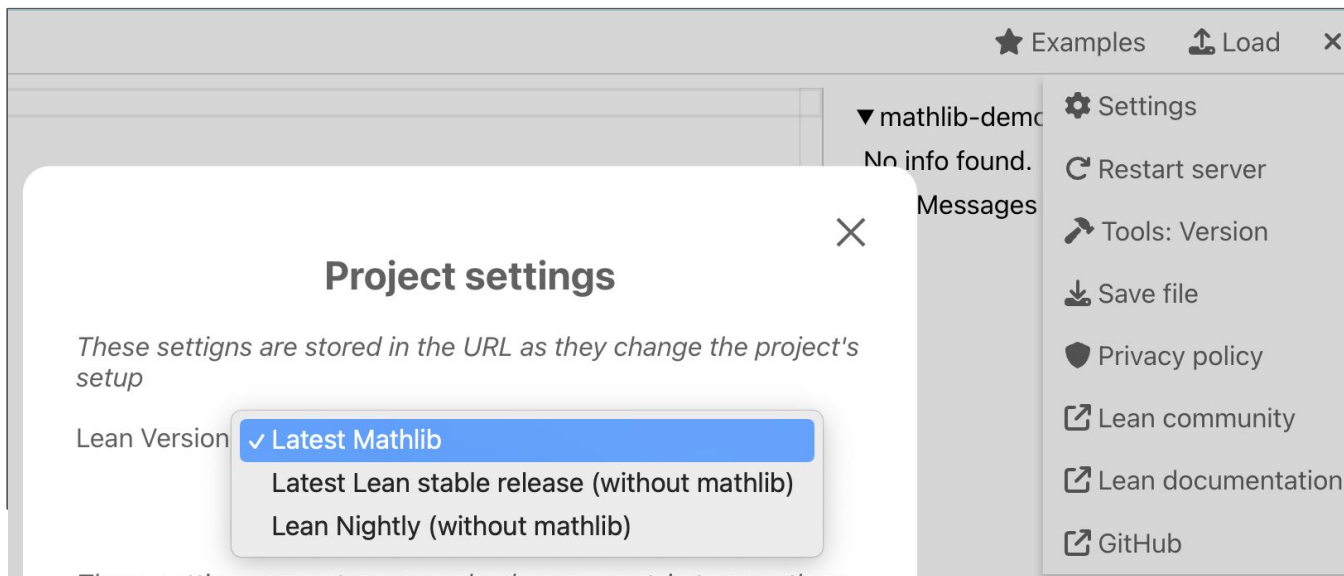 Examples
Load
Settings
Restart server
Tools: Version
Save file
Privacy policy
Lean community
Lean documentation
GitHub
▼mathlib-demo
No info found.
Messages
Project settings
These settigns are stored in the URL as they change the project's
setup
Lean Version
✓ Latest Mathlib
Latest Lean stable release (without mathlib)
Lean Nightly (without mathlib)